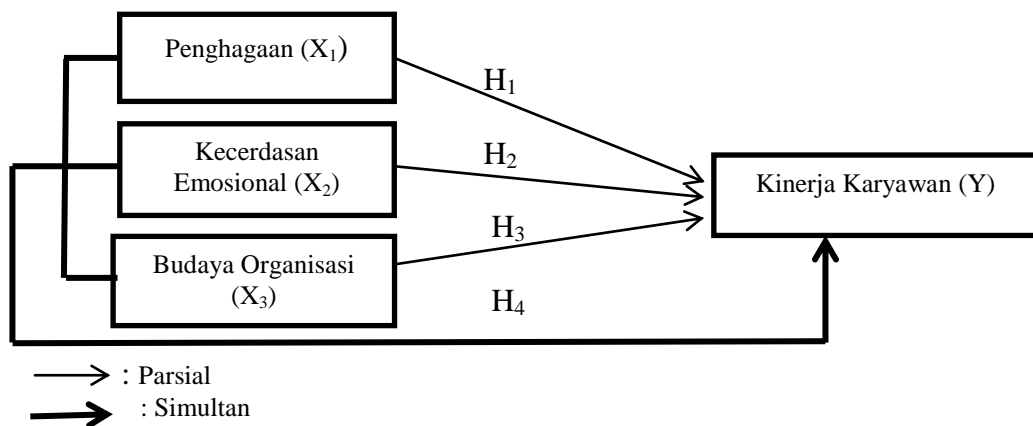 Penghagaan (X₁)
H₁
Kecerdasan
Emosional (X₂)
H₂
Kinerja Karyawan (Y)
Budaya Organisasi
(X₃)
H₃
H₄
: Parsial
: Simultan